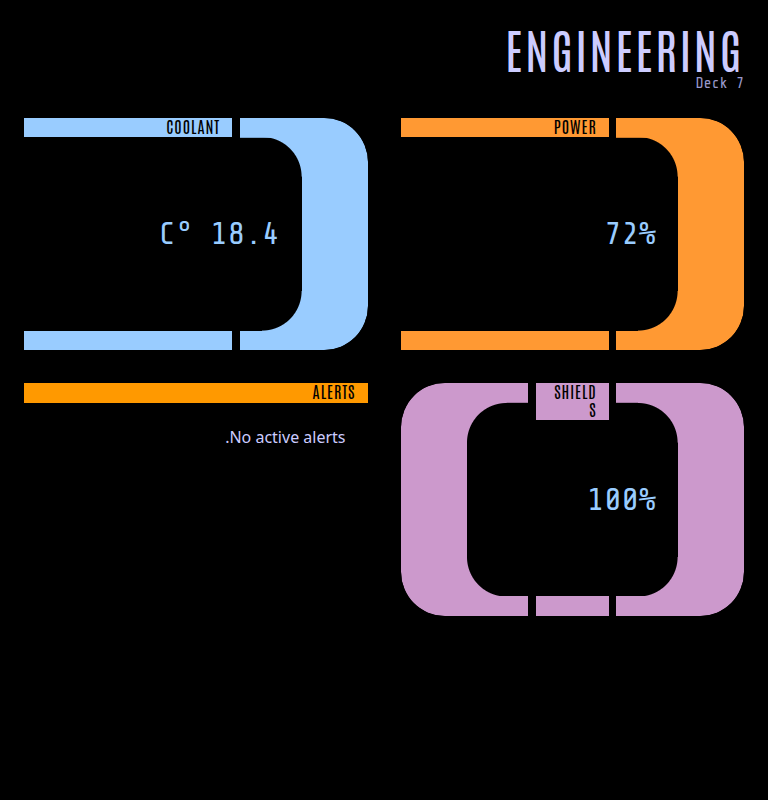 ENGINEERING
Deck 7
COOLANT
C° 18.4
POWER
72%
ALERTS
.No active alerts
SHIELD
S
100%